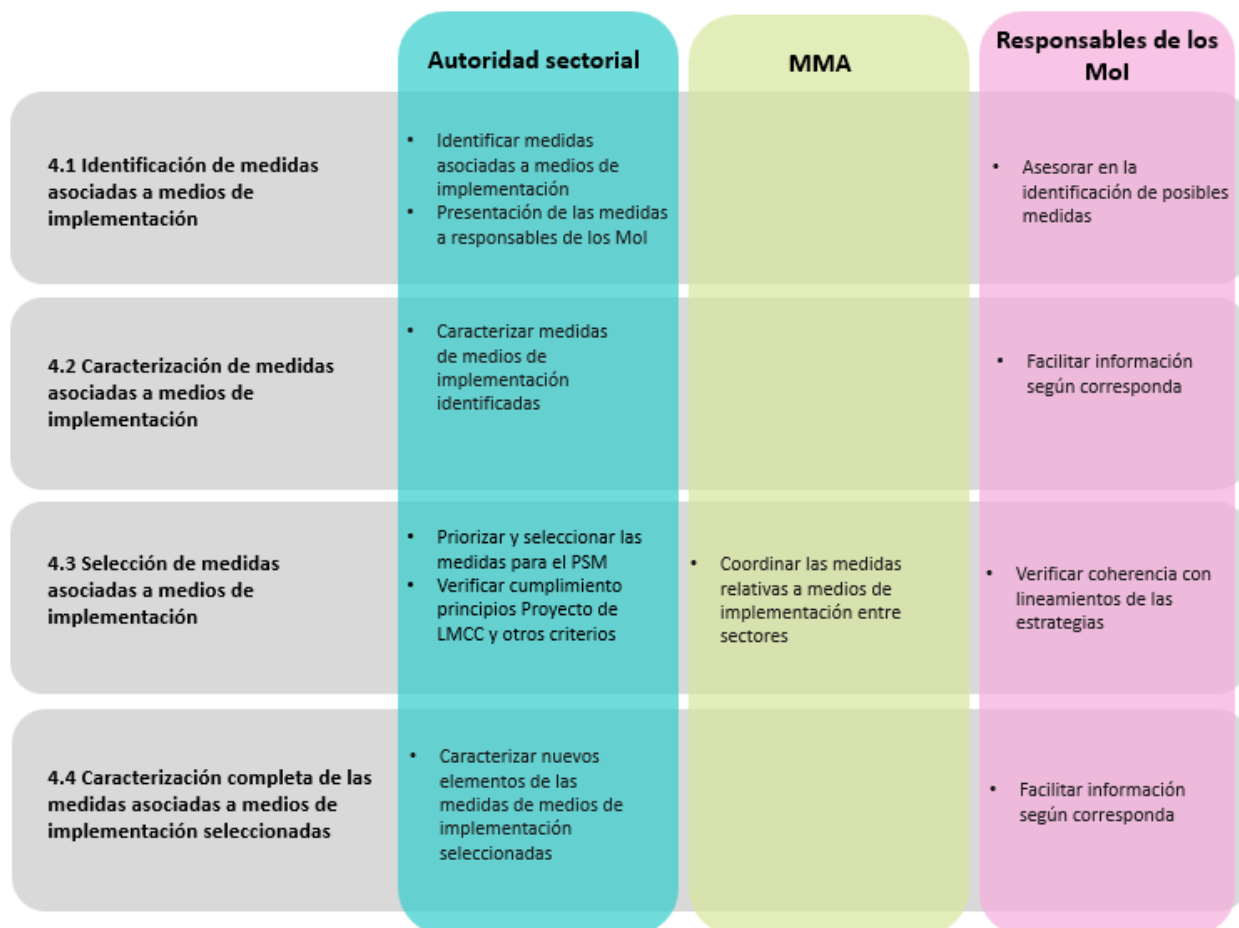 Autoridad sectorial
MMA
Responsables de los
MoI
4.1 Identificación de medidas
asociadas a medios de
implementación
• Identificar medidas
asociadas a medios de
implementación
• Presentación de las medidas
a responsables de los MoI
• Asesorar en la
identificación de posibles
medidas
4.2 Caracterización de medidas
asociadas a medios de
implementación
• Caracterizar medidas
de medios de
implementación
identificadas
• Facilitar información
según corresponda
4.3 Selección de medidas
asociadas a medios de
implementación
• Priorizar y seleccionar las
medidas para el PSM
• Verificar cumplimiento
principios Proyecto de
LMCC y otros criterios
• Coordinar las medidas
relativas a medios de
implementación entre
sectores
• Verificar coherencia con
lineamientos de las
estrategias
4.4 Caracterización completa de las
medidas asociadas a medios de
implementación seleccionadas
• Caracterizar nuevos
elementos de las
medidas de medios de
implementación
seleccionadas
• Facilitar información
según corresponda